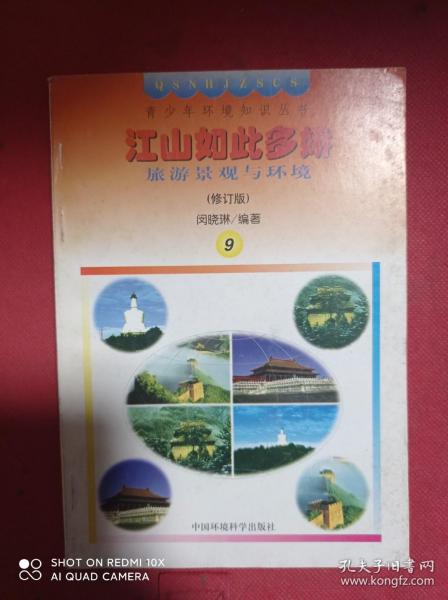 QSNHJZSCS
青少年环境知识丛书
江山如此多娇
旅游景观与环境
(修订版)
闵晓琳/编著
9
中国环境科学出版社
SHOT ON REDMI 10X
AI QUAD CAMERA
孔夫子旧书网
www.kongfz.com